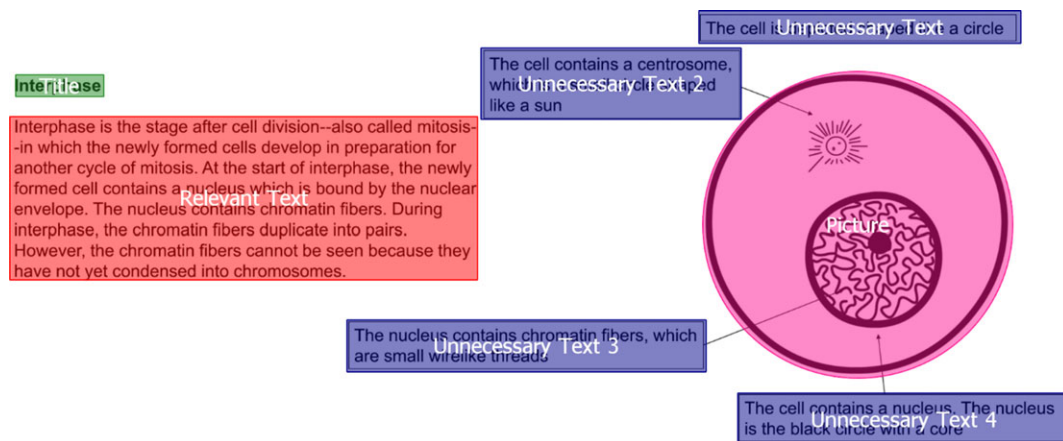 The cell is like a circle
Unnecessary Text
The cell contains a centrosome,
which circle shaped
like a sun
Unnecessary Text 2
Interphase
Title
Interphase is the stage after cell division--also called mitosis-
-in which the newly formed cells develop in preparation for
another cycle of mitosis. At the start of interphase, the newly
formed cell contains a nucleus which is bound by the nuclear
envelope. The nucleus contains chromatin fibers. During
interphase, the chromatin fibers duplicate into pairs.
However, the chromatin fibers cannot be seen because they
have not yet condensed into chromosomes.
Relevant Text
Picture
The nucleus contains chromatin fibers, which
are small wirelike threads
Unnecessary Text 3
The cell contains a nucleus. The nucleus
is the black circle with a core
Unnecessary Text 4